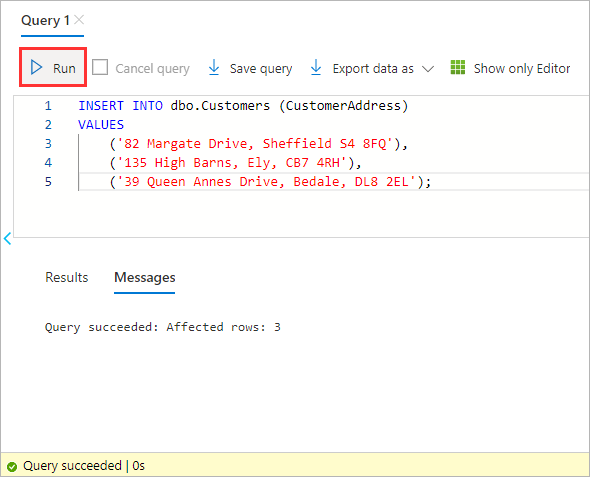 Query 1
Run Cancel query Save query Export data as Show only Editor
1 INSERT INTO dbo.Customers (CustomerAddress)
2 VALUES
3 ('82 Margate Drive, Sheffield S4 8FQ'),
4 ('135 High Barns, Ely, CB7 4RH'),
5 ('39 Queen Annes Drive, Bedale, DL8 2EL');
Results Messages
Query succeeded: Affected rows: 3
Query succeeded | 0s